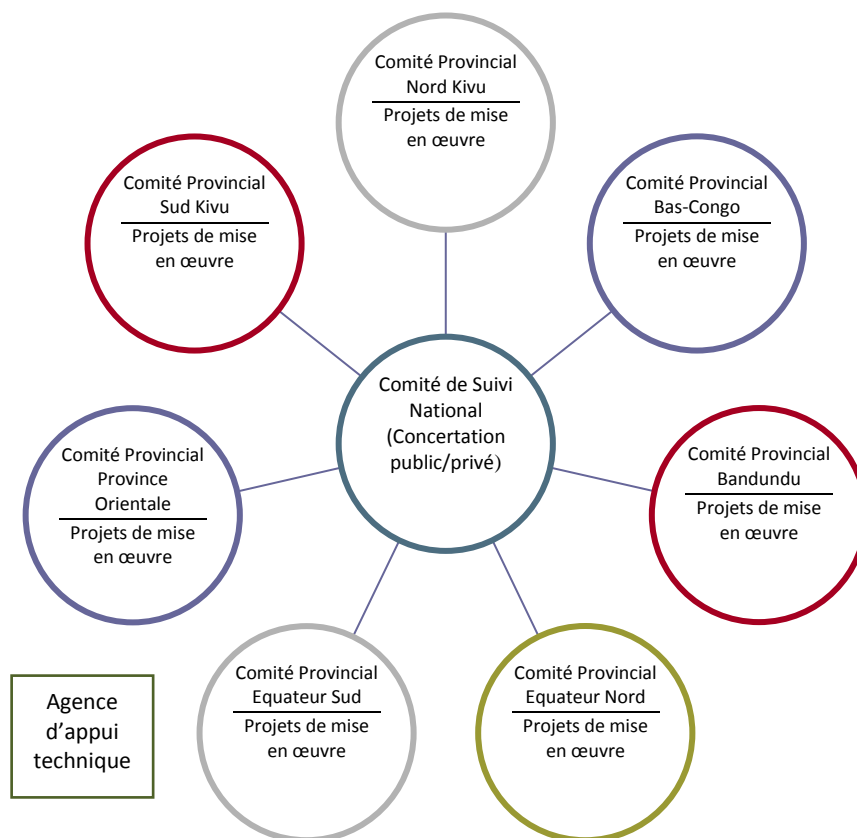 Comité Provincial
Nord Kivu
Projets de mise
en œuvre
Comité Provincial
Sud Kivu
Projets de mise
en œuvre
Comité Provincial
Bas-Congo
Projets de mise
en œuvre
Comité de Suivi
National
(Concertation
public/privé)
Comité Provincial
Province
Orientale
Projets de mise
en œuvre
Comité Provincial
Bandundu
Projets de mise
en œuvre
Comité Provincial
Equateur Sud
Projets de mise
en œuvre
Comité Provincial
Equateur Nord
Projets de mise
en œuvre
Agence
d’appui
technique